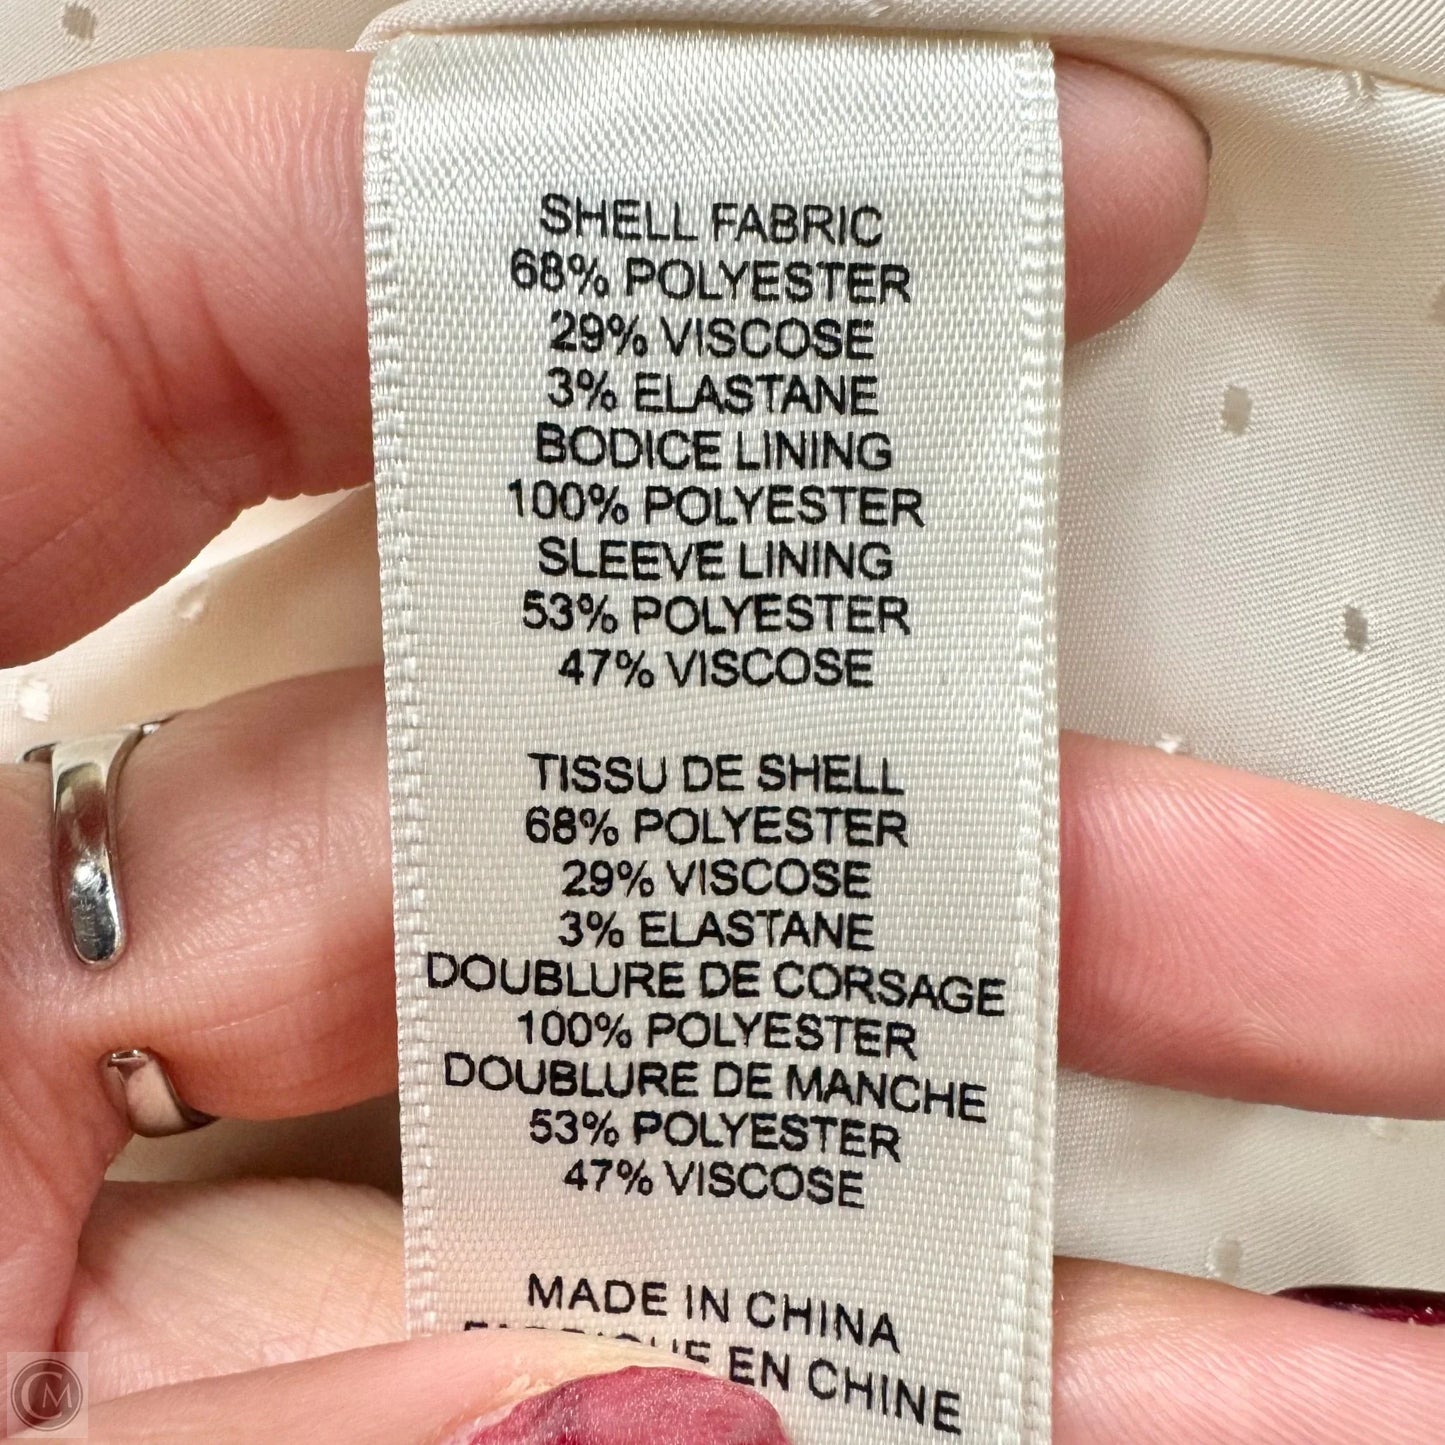 SHELL FABRIC
68% POLYESTER
29% VISCOSE
3% ELASTANE
BODICE LINING
100% POLYESTER
SLEEVE LINING
53% POLYESTER
47% VISCOSE
TISSU DE SHELL
68% POLYESTER
29% VISCOSE
3% ELASTANE
DOUBLURE DE CORSAGE
100% POLYESTER
DOUBLURE DE MANCHE
53% POLYESTER
47% VISCOSE
MADE IN CHINA
EN CHINE